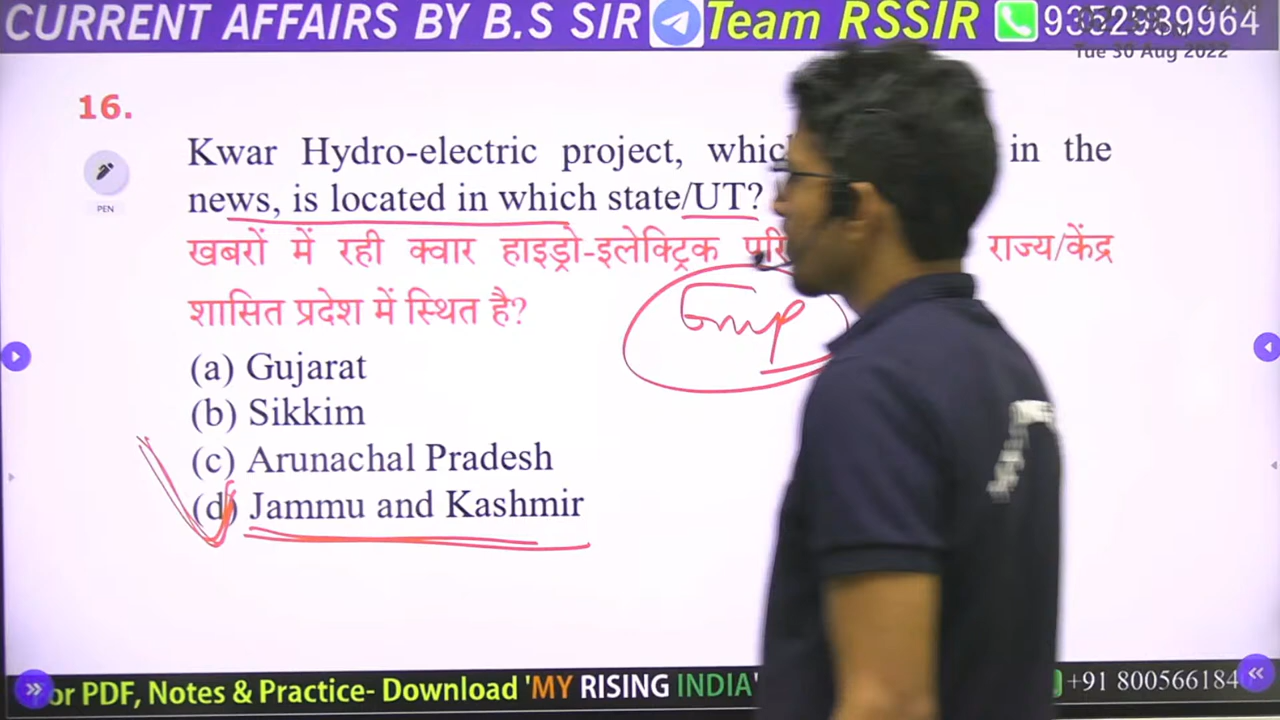 CURRENT AFFAIRS BY B.S SIR Team RSSIR 9352939964
Tue 30 Aug 2022
16.
Kwar Hydro-electric project, in the
news, is located in which state/UT?
PEN
खबरों में रही क्वार हाइड्रो-इलेक्ट्रिक राज्य/केंद्र
शासित प्रदेश में स्थित है?
Imp
(a) Gujarat
(b) Sikkim
(c) Arunachal Pradesh
(d) Jammu and Kashmir
or PDF, Notes & Practice- Download 'MY RISING INDIA' +91 800566184